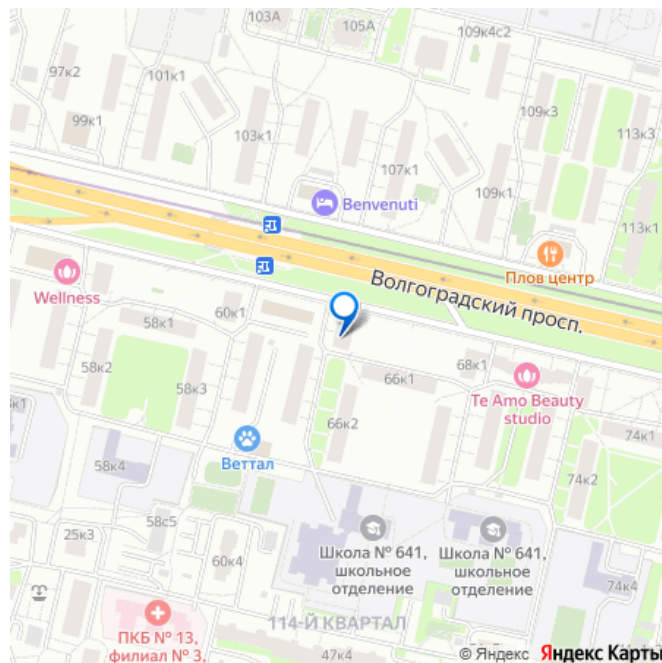 103А
105А
109к4с2
97к2
101к1
109к3
99к1
103к1
113к3
107к1
109к1
Benvenuti
113к1
Плов центр
Волгоградский просп.
Wellness
60к1
58к1
58к2
68к1
66к1
58к3
Te Amo Beauty
studio
66к2
74к1
Веттал
58к4
74к2
58с5
25к3
Школа № 641,
школьное
отделение
Школа № 641,
школьное
отделение
60к4
74к4
ПКБ № 13,
филиал № 3,
114-Й КВАРТАЛ
47к4
© Яндекс Яндекс Карты